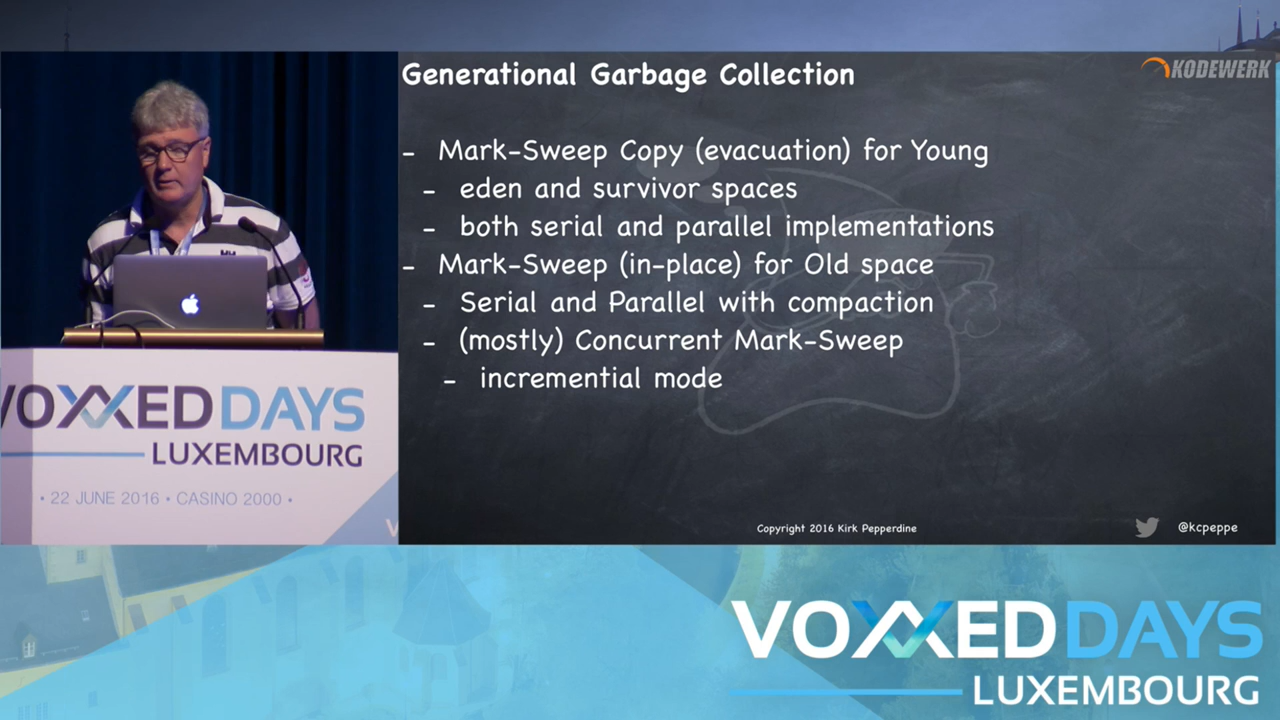 Generational Garbage Collection
KODEWERK
- Mark-Sweep Copy (evacuation) for Young
- eden and survivor spaces
- both serial and parallel implementations
- Mark-Sweep (in-place) for Old space
- Serial and Parallel with compaction
- (mostly) Concurrent Mark-Sweep
- incremential mode
Copyright 2016 Kirk Pepperdine
@kcpeppe
VOXXED DAYS
LUXEMBOURG
• 22 JUNE 2016 • CASINO 2000 •
VOXXED DAYS
LUXEMBOURG